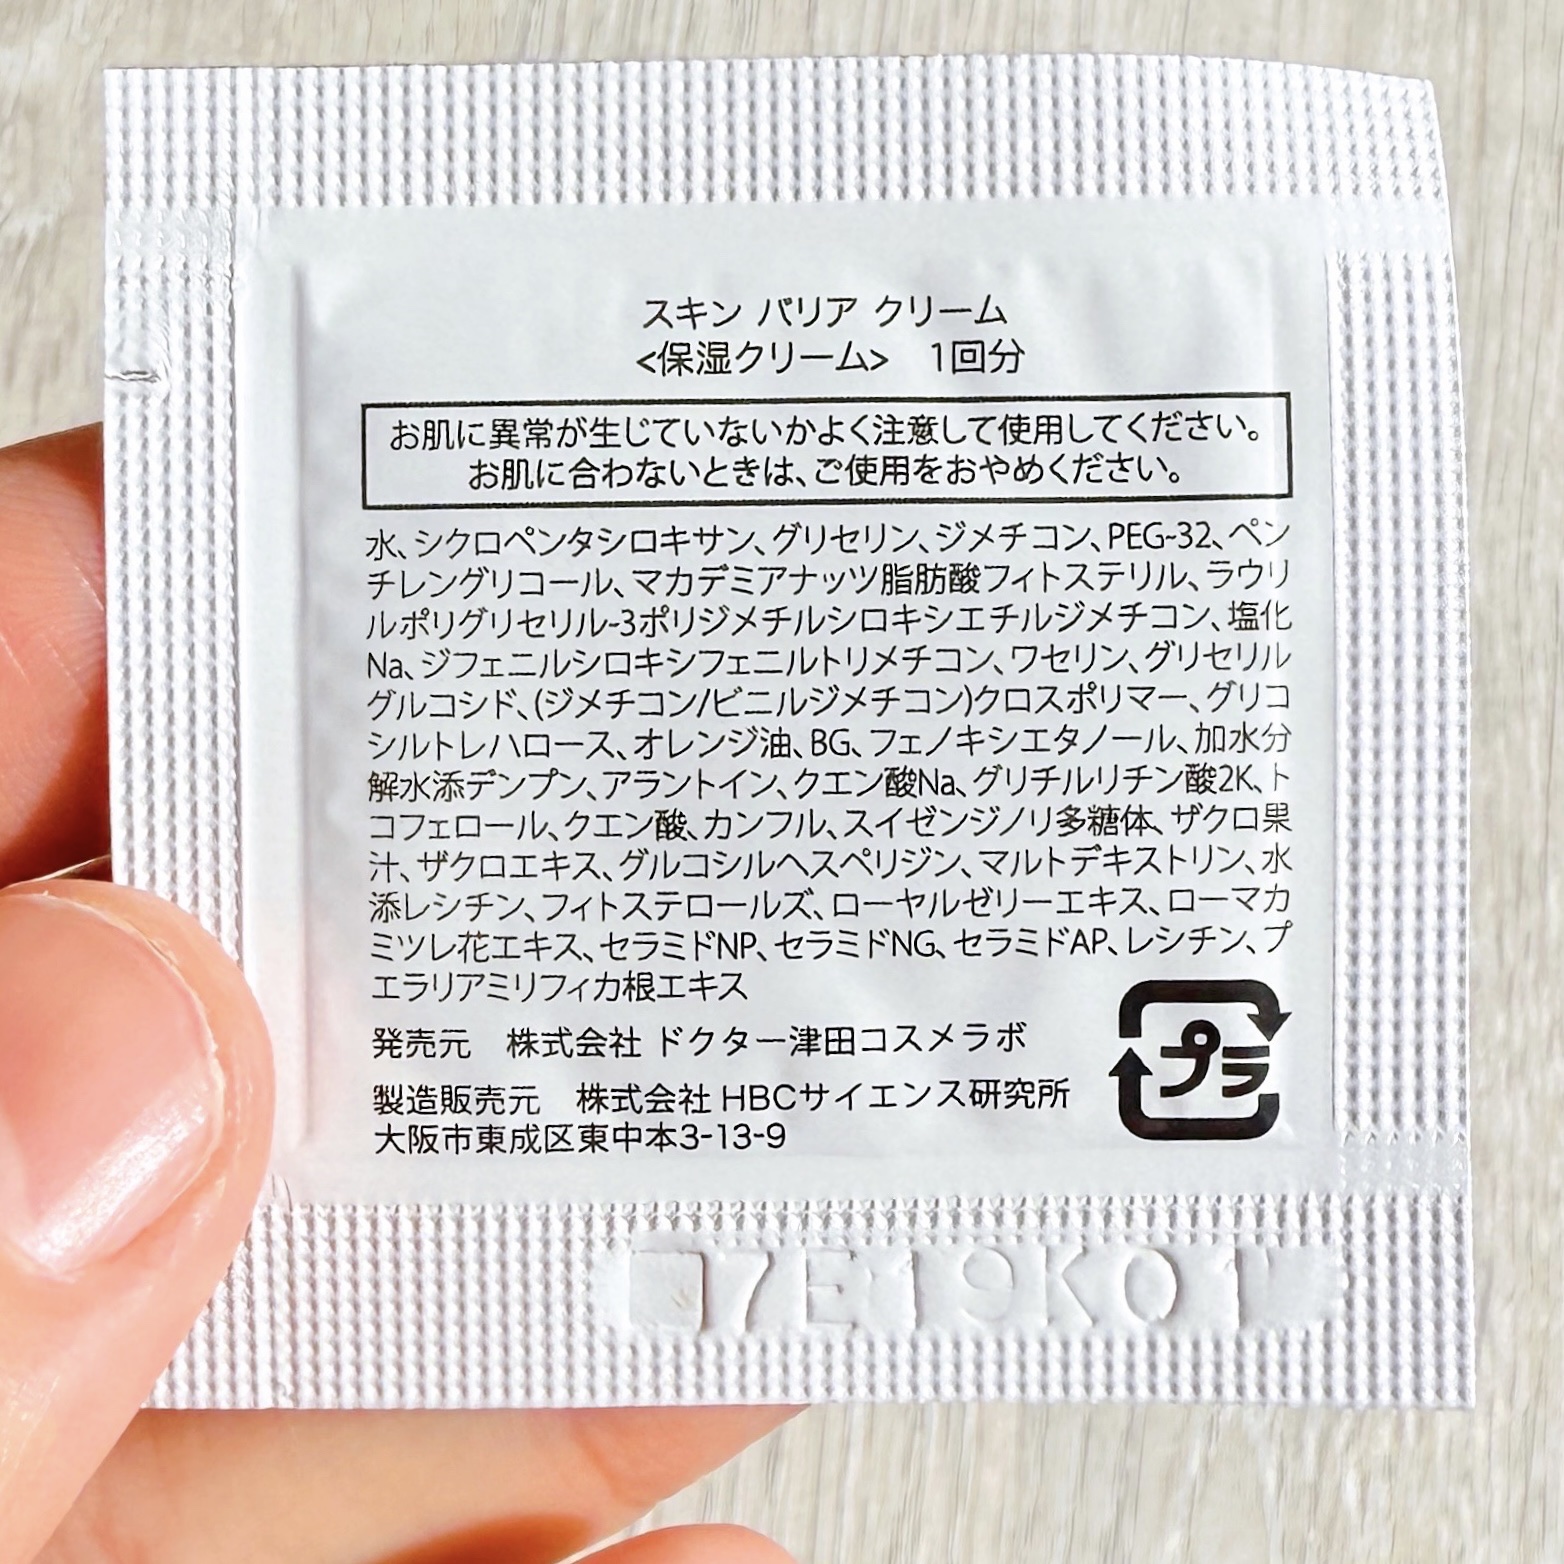 スキン バリア クリーム
<保湿クリーム>　1回分
お肌に異常が生じていないかよく注意して使用してください。
お肌に合わないときは、ご使用をおやめください。
水、シクロペンタシロキサン、グリセリン、ジメチコン、PEG-32、ペン
チレングリコール、マカデミアナッツ脂肪酸フィトステリル、ラウリ
ルポリグリセリル-3ポリジメチルシロキシエチルジメチコン、塩化
Na、ジフェニルシロキシフェニルトリメチコン、ワセリン、グリセリル
グルコシド、(ジメチコン/ビニルジメチコン)クロスポリマー、グリコ
シルトレハロース、オレンジ油、BG、フェノキシエタノール、加水分
解水添デンプン、アラントイン、クエン酸Na、グリチルリチン酸2K、ト
コフェロール、クエン酸、カンフル、スイゼンジノリ多糖体、ザクロ果
汁、ザクロエキス、グルコシルヘスペリジン、マルトデキストリン、水
添レシチン、フィトステロールズ、ローヤルゼリーエキス、ローマカ
ミツレ花エキス、セラミドNP、セラミドNG、セラミドAP、レシチン、プ
エラリアミリフィカ根エキス
発売元　株式会社 ドクター津田コスメラボ
製造販売元　株式会社 HBCサイエンス研究所
大阪市東成区東中本3-13-9
プラ
7E19K01